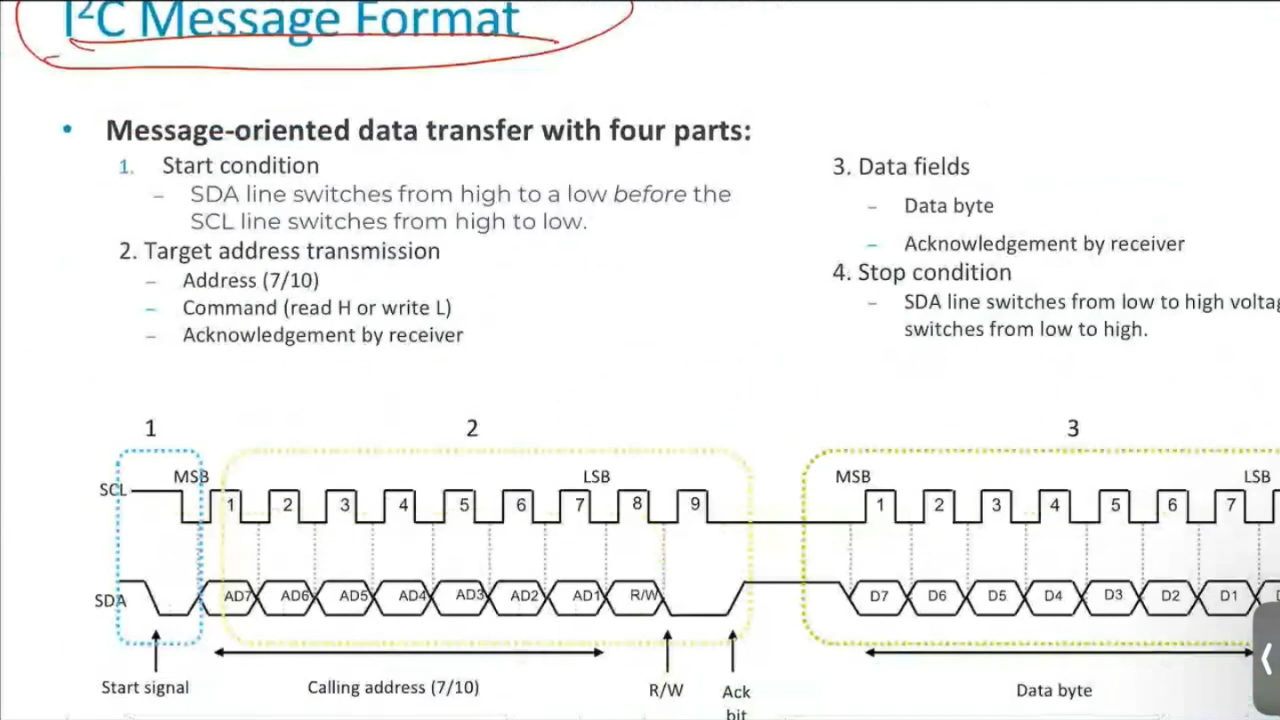 I²C Message Format
• Message-oriented data transfer with four parts:
1. Start condition
– SDA line switches from high to a low before the
SCL line switches from high to low.
2. Target address transmission
– Address (7/10)
– Command (read H or write L)
– Acknowledgement by receiver
3. Data fields
– Data byte
– Acknowledgement by receiver
4. Stop condition
– SDA line switches from low to high
switches from low to high.
1 2 3
MSB LSB MSB LSB
SCL 1 2 3 4 5 6 7 8 9 1 2 3 4 5 6 7
SDA AD7 AD6 AD5 AD4 AD3 AD2 AD1 R/W D7 D6 D5 D4 D3 D2 D1
Start signal Calling address (7/10) R/W Ack Data byte
bit